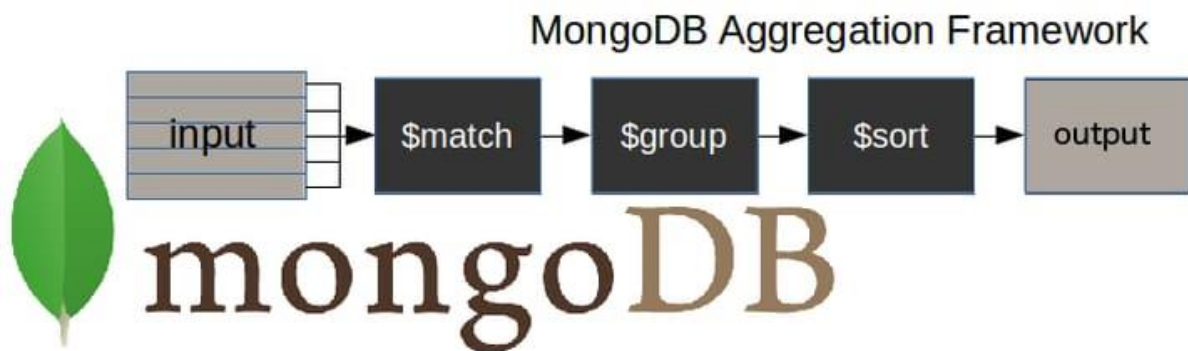 MongoDB Aggregation Framework
input $match $group $sort output
mongoDB